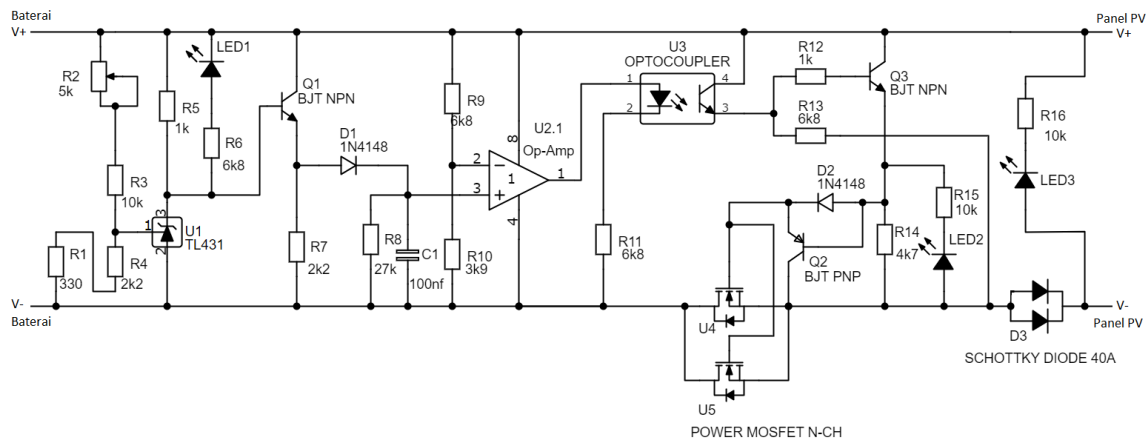 Baterai
V+
Panel PV
V+
R2
5k
R5
1k
LED1
R6
6k8
Q1
BJT NPN
D1
1N4148
R9
6k8
U2.1
Op-Amp
8
2
3
1
1
4
U3
OPTOCOUPLER
1
2
4
3
R12
1k
R13
6k8
Q3
BJT NPN
R16
10k
LED3
R3
10k
1
3
2
U1
TL431
R1
330
R4
2k2
R7
2k2
R8
27k
C1
100nf
R10
3k9
R11
6k8
D2
1N4148
Q2
BJT PNP
R15
10k
R14
4k7
LED2
V-
Baterai
U4
U5
POWER MOSFET N-CH
D3
SCHOTTKY DIODE 40A
V-
Panel PV